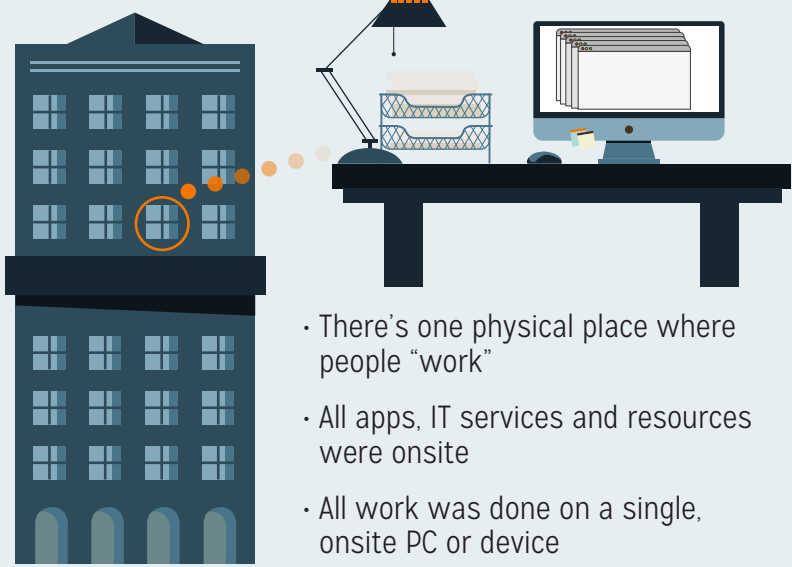 • There's one physical place where
people “work”
• All apps, IT services and resources
were onsite
• All work was done on a single,
onsite PC or device